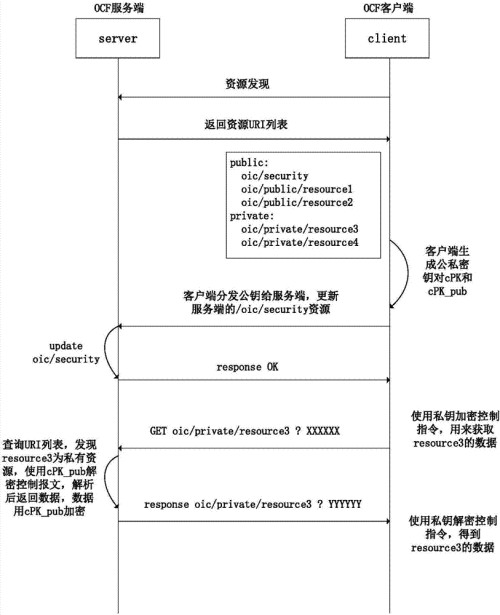 OCF服务端
OCF客户端
server
client
资源发现
返回资源URI列表
public:
oic/security
oic/public/resource1
oic/public/resource2
private:
oic/private/resource3
oic/private/resource4
客户端生
成公私密
钥对cPK和
cPK_pub
客户端分发公钥给服务端，更新
服务端的/oic/security资源
update
oic/security
response OK
使用私钥加密控制
指令，用来获取
resource3的数据
GET oic/private/resource3 ? XXXXXX
查询URI列表，发现
resource3为私有资
源，使用cPK_pub解
密控制报文，解析
后返回数据，数据
用cPK_pub加密
response oic/private/resource3 ? YYYYYY
使用私钥解密控制
指令，得到
resource3的数据